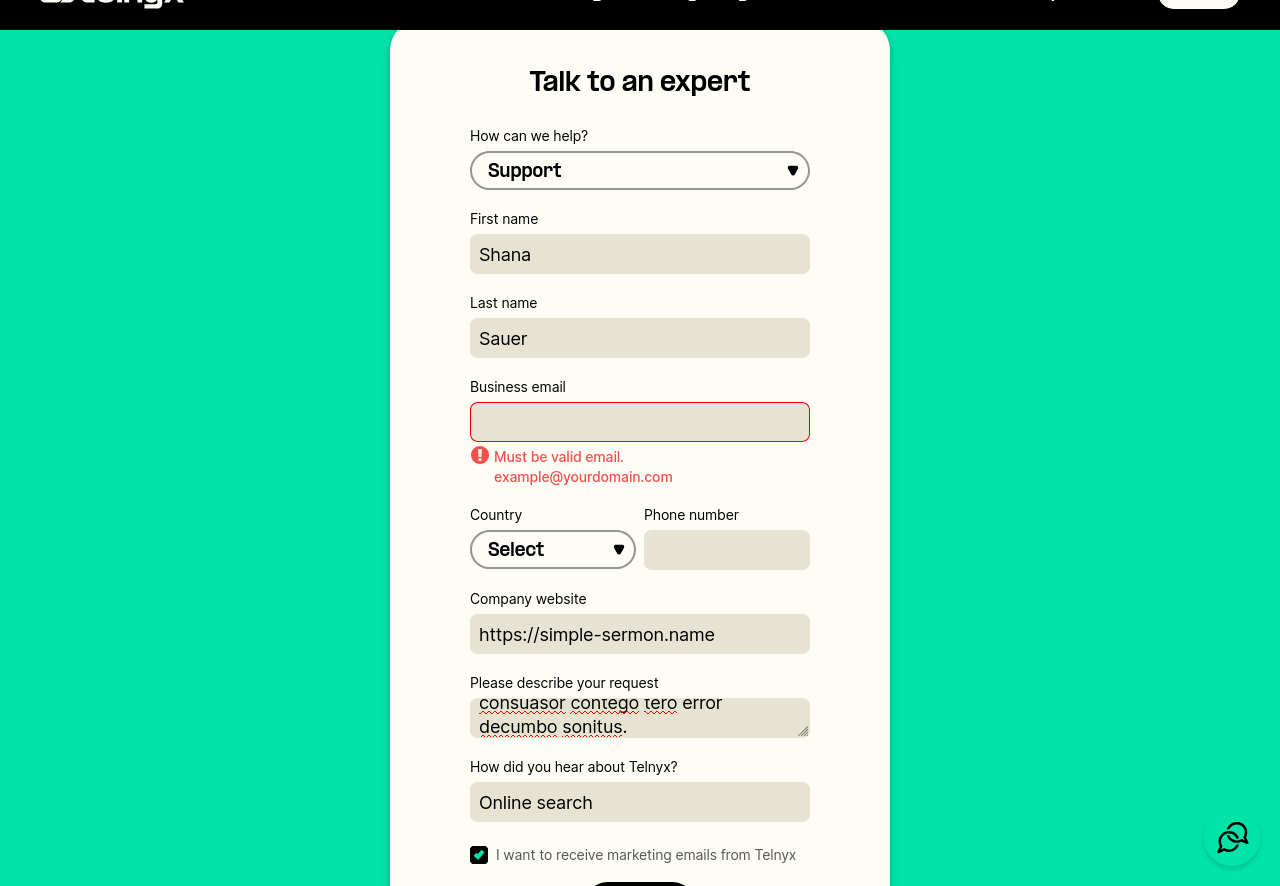 Talk to an expert
How can we help?
Support
First name
Shana
Last name
Sauer
Business email
Must be valid email.
example@yourdomain.com
Country
Phone number
Select
Company website
https://simple-sermon.name
Please describe your request
consuasor contego tero error
decumbo sonitus.
How did you hear about Telnyx?
Online search
I want to receive marketing emails from Telnyx